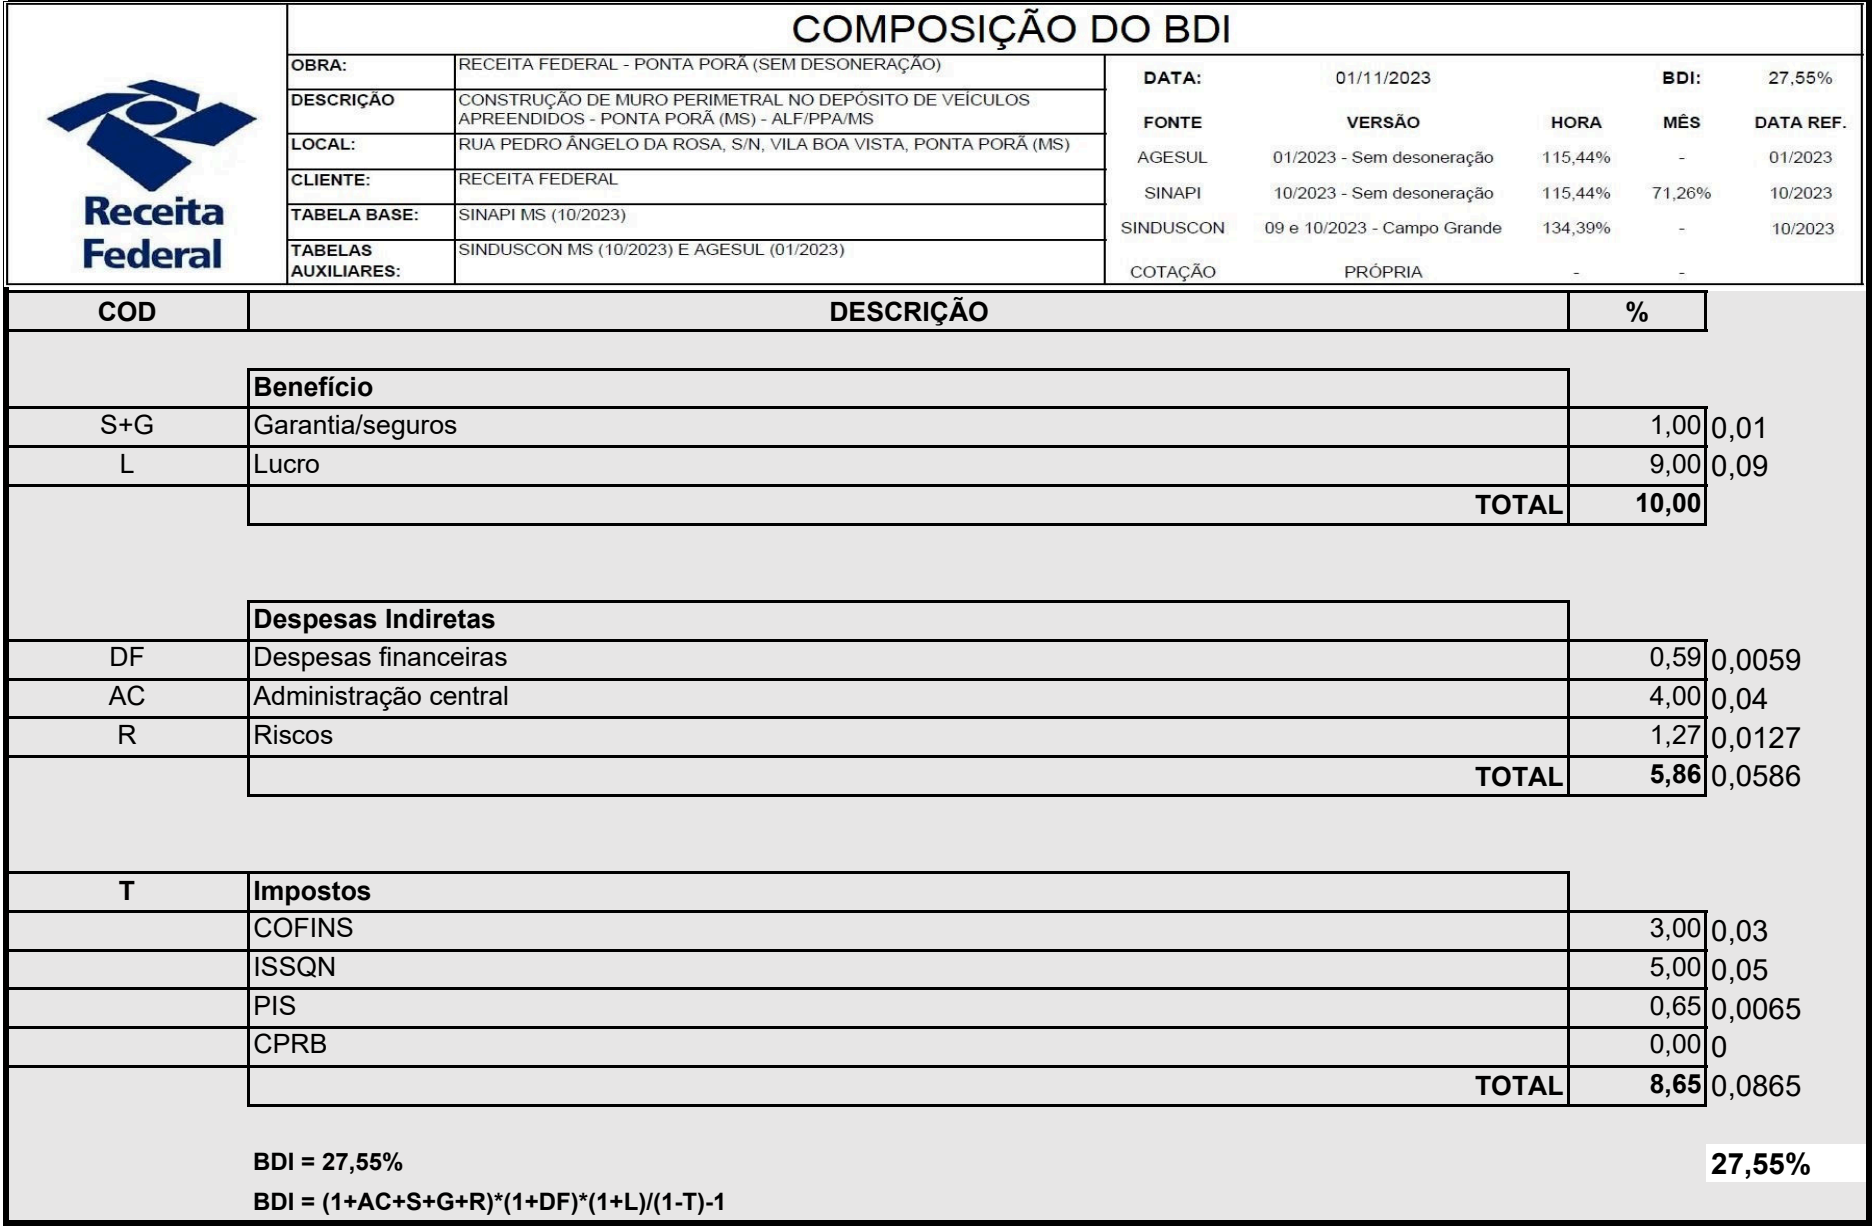 COMPOSIÇÃO DO BDI
Receita
Federal
OBRA: RECEITA FEDERAL - PONTA PORÃ (SEM DESONERAÇÃO)
DESCRIÇÃO CONSTRUÇÃO DE MURO PERIMETRAL NO DEPÓSITO DE VEÍCULOS
APREENDIDOS - PONTA PORÃ (MS) - ALF/PPA/MS
LOCAL: RUA PEDRO ÂNGELO DA ROSA, S/N, VILA BOA VISTA, PONTA PORÃ (MS)
CLIENTE: RECEITA FEDERAL
TABELA BASE: SINAPI MS (10/2023)
TABELAS SINDUSCON MS (10/2023) E AGESUL (01/2023)
AUXILIARES:
DATA: 01/11/2023 BDI: 27,55%
FONTE VERSÃO HORA MÊS DATA REF.
AGESUL 01/2023 - Sem desoneração 115,44% - 01/2023
SINAPI 10/2023 - Sem desoneração 115,44% 71,26% 10/2023
SINDUSCON 09 e 10/2023 - Campo Grande 134,39% - 10/2023
COTAÇÃO PRÓPRIA - -
COD DESCRIÇÃO %
Benefício
S+G Garantia/seguros 1,00 0,01
L Lucro 9,00 0,09
TOTAL 10,00
Despesas Indiretas
DF Despesas financeiras 0,59 0,0059
AC Administração central 4,00 0,04
R Riscos 1,27 0,0127
TOTAL 5,86 0,0586
T Impostos
COFINS 3,00 0,03
ISSQN 5,00 0,05
PIS 0,65 0,0065
CPRB 0,00 0
TOTAL 8,65 0,0865
BDI = 27,55% 27,55%
BDI = (1+AC+S+G+R)*(1+DF)*(1+L)/(1-T)-1